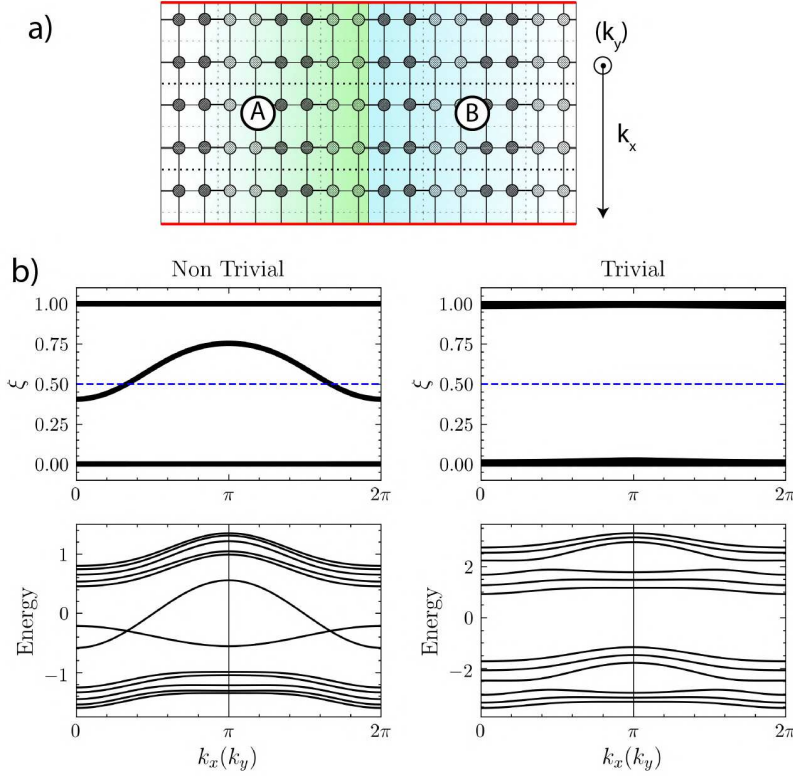 a)
(k_y)
A
B
k_x
b)
Non Trivial
Trivial
1.00
0.75
0.50
0.25
0.00
ξ
0
π
2π
1.00
0.75
0.50
0.25
0.00
ξ
0
π
2π
1
0
−1
Energy
0
π
2π
k_x(k_y)
2
0
−2
Energy
0
π
2π
k_x(k_y)